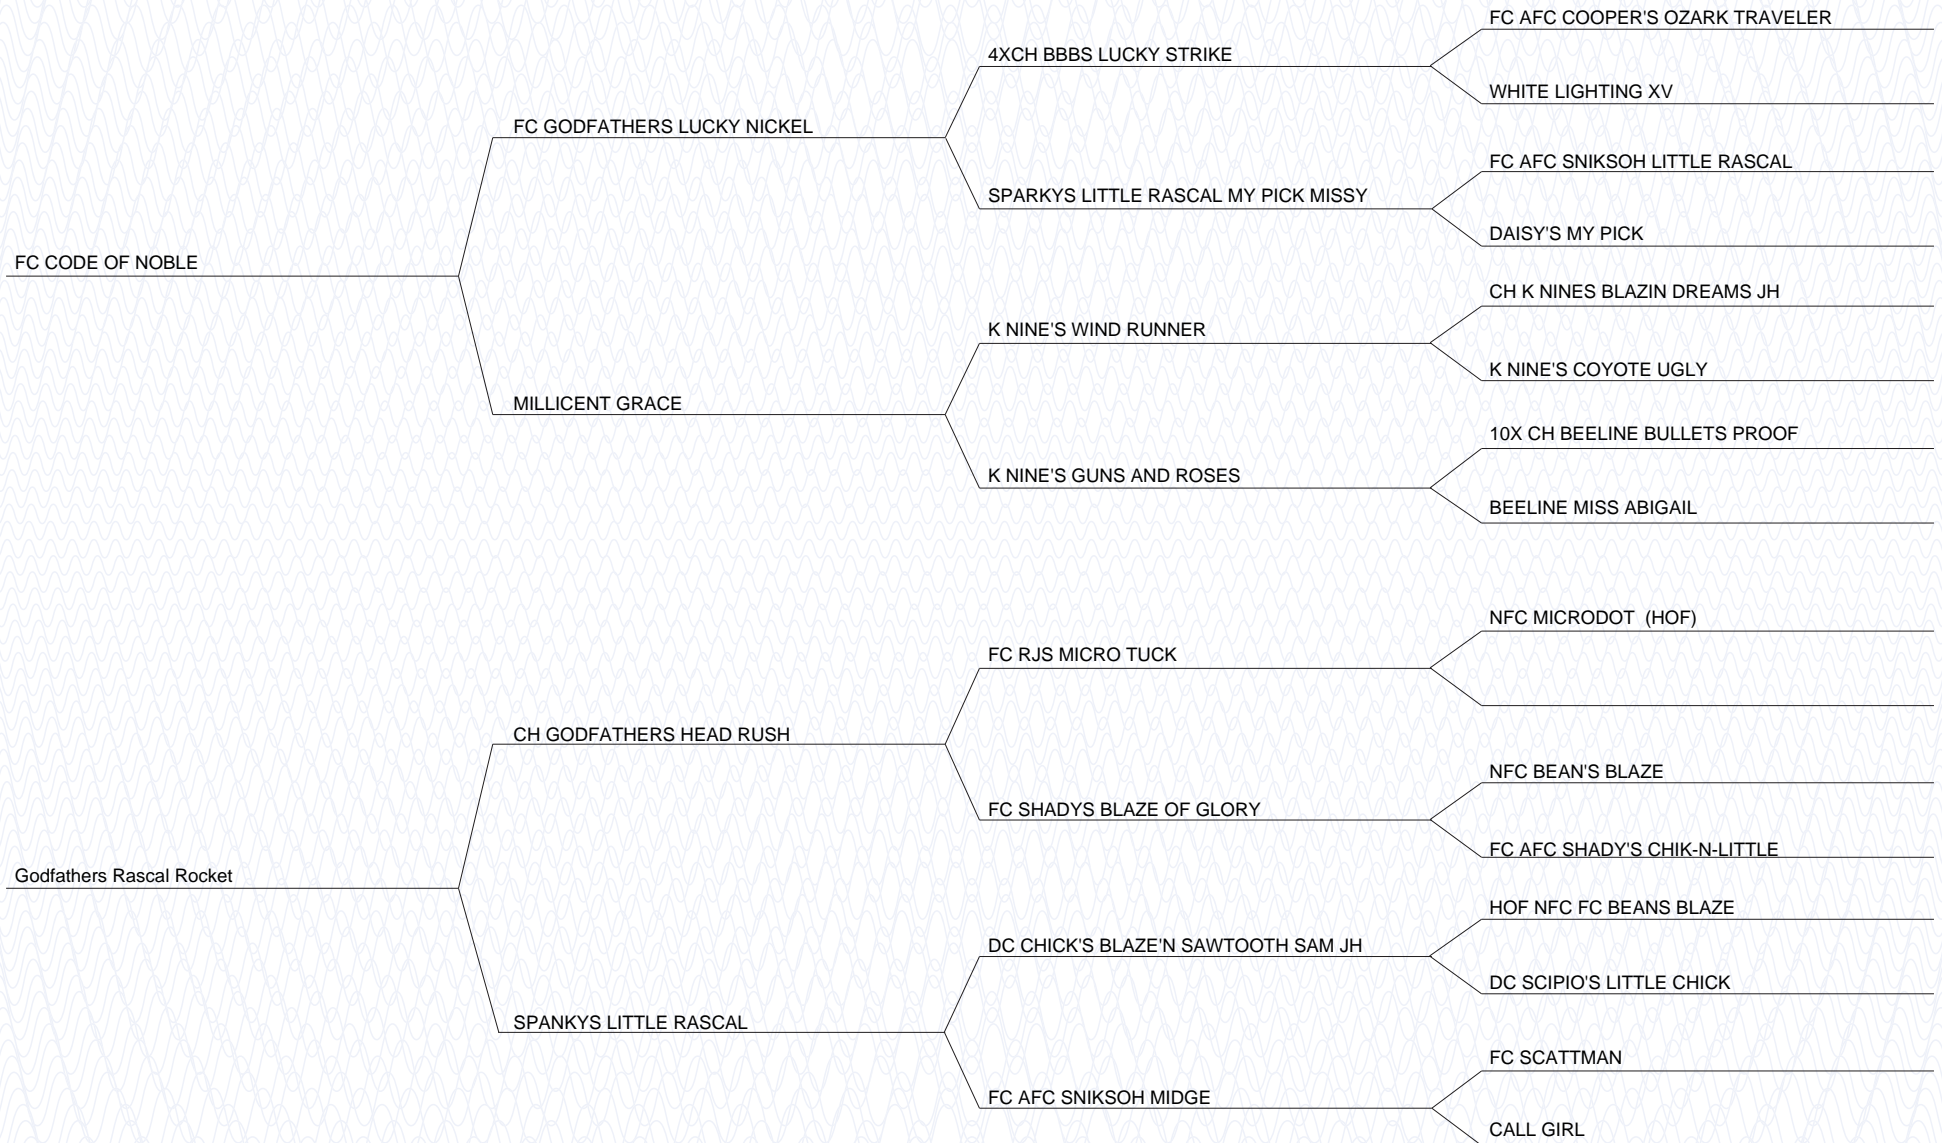 FC AFC COOPER'S OZARK TRAVELER
4XCH BBBS LUCKY STRIKE
WHITE LIGHTING XV
FC GODFATHERS LUCKY NICKEL
FC AFC SNIKSOH LITTLE RASCAL
SPARKYS LITTLE RASCAL MY PICK MISSY
DAISY'S MY PICK
FC CODE OF NOBLE
CH K NINES BLAZIN DREAMS JH
K NINE'S WIND RUNNER
K NINE'S COYOTE UGLY
MILLICENT GRACE
10X CH BEELINE BULLETS PROOF
K NINE'S GUNS AND ROSES
BEELINE MISS ABIGAIL
NFC MICRODOT  (HOF)
FC RJS MICRO TUCK
CH GODFATHERS HEAD RUSH
NFC BEAN'S BLAZE
FC SHADYS BLAZE OF GLORY
FC AFC SHADY'S CHIK-N-LITTLE
Godfathers Rascal Rocket
HOF NFC FC BEANS BLAZE
DC CHICK'S BLAZE'N SAWTOOTH SAM JH
DC SCIPIO'S LITTLE CHICK
SPANKYS LITTLE RASCAL
FC SCATTMAN
FC AFC SNIKSOH MIDGE
CALL GIRL